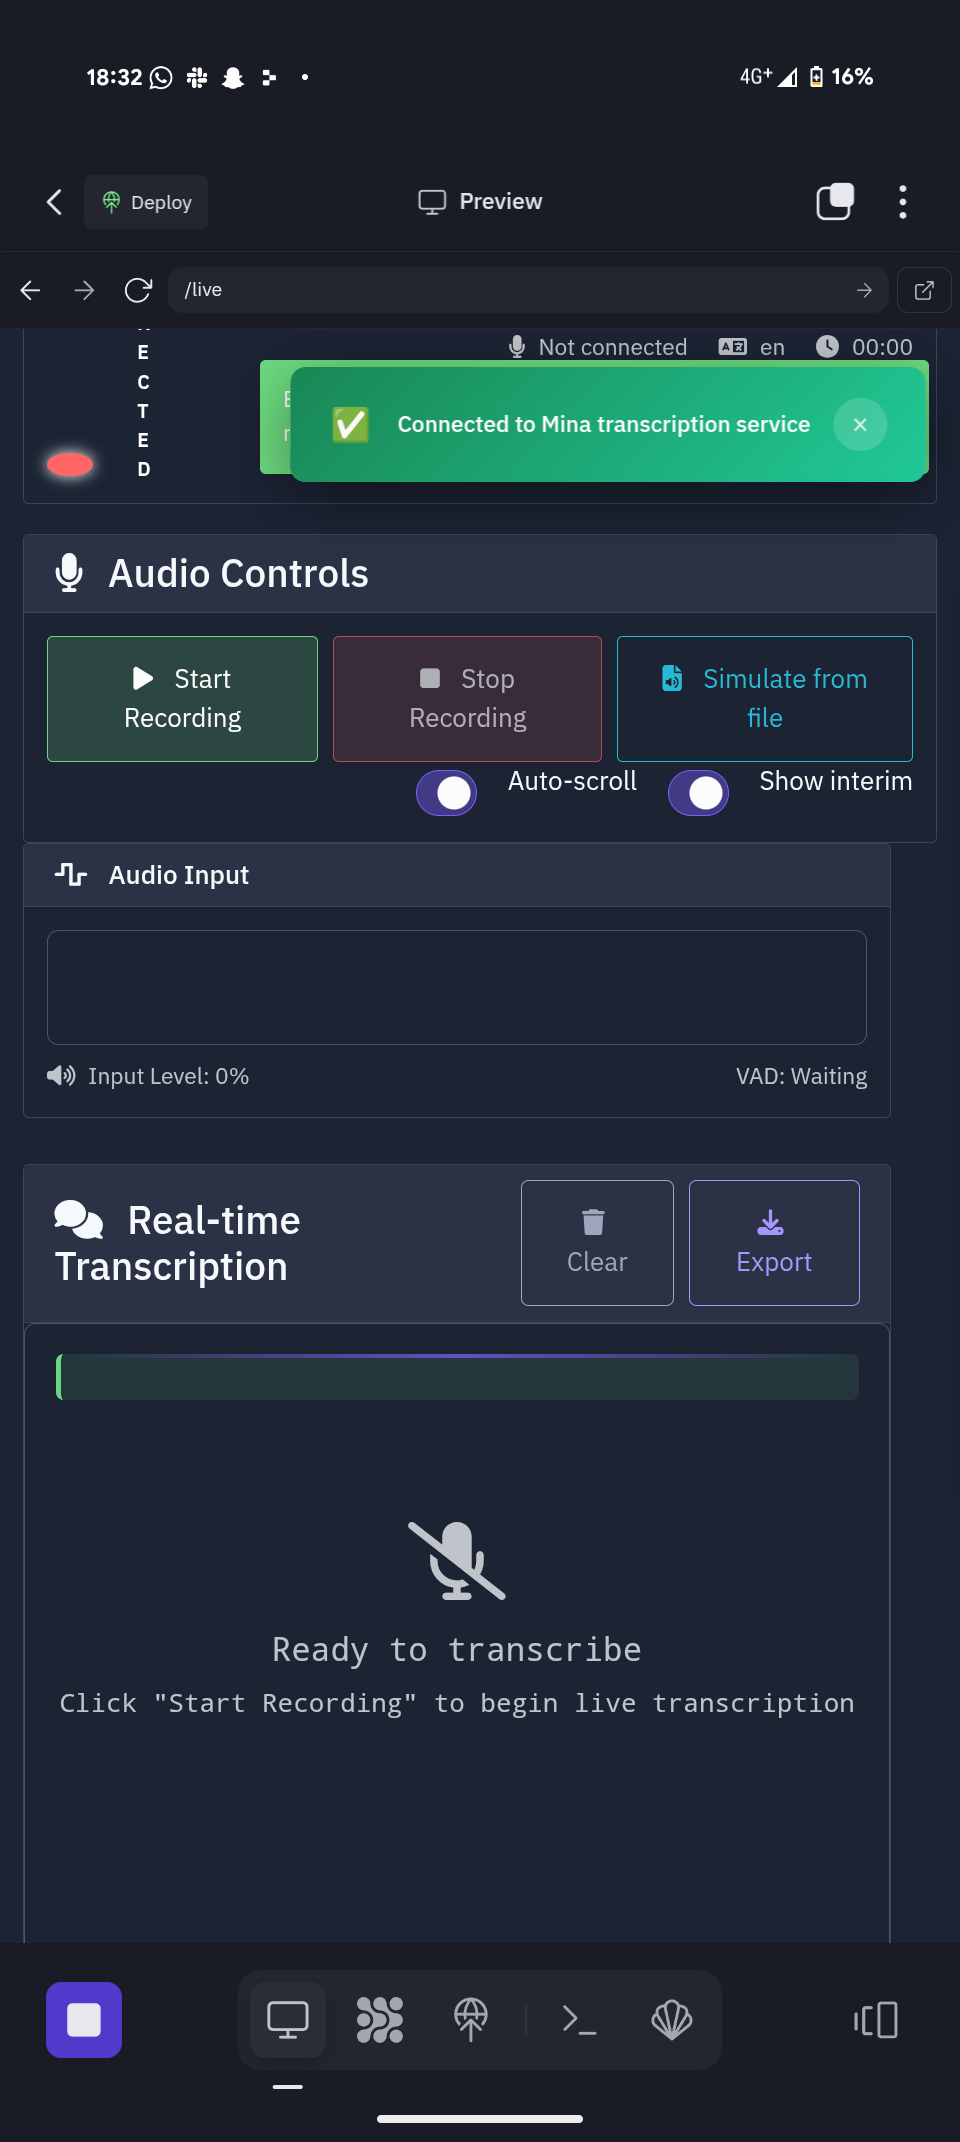 18:32
4G+ 16%
Deploy
Preview
/live
E
C
T
E
D
Not connected en 00:00
Connected to Mina transcription service
Audio Controls
Start Recording
Stop Recording
Simulate from file
Auto-scroll Show interim
Audio Input
Input Level: 0% VAD: Waiting
Real-time
Transcription
Clear Export
Ready to transcribe
Click "Start Recording" to begin live transcription